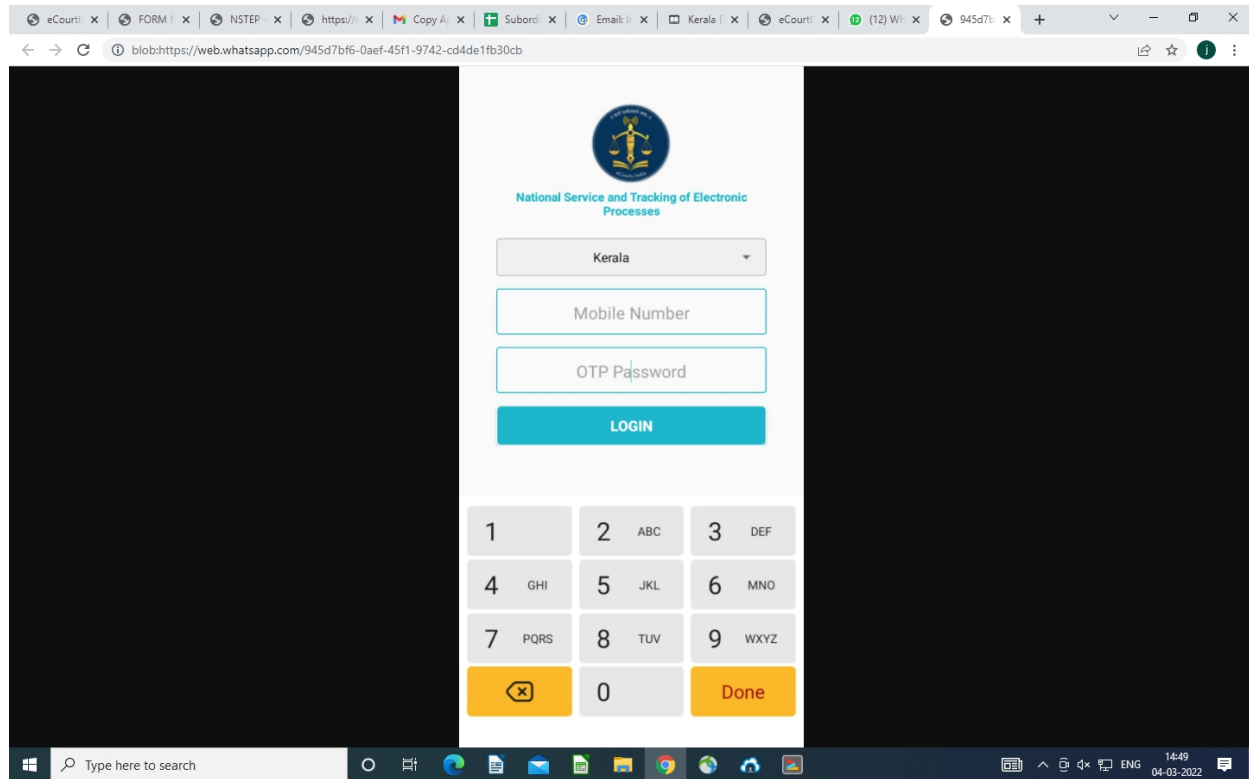 eCourti
FORM
NSTEP -
https://
Copy A
Subordi
Email: I
Kerala
eCourti
(12) Wh
945d7b
blob:https://web.whatsapp.com/945d7bf6-0aef-45f1-9742-cd4de1fb30cb
j
National Service and Tracking of Electronic
Processes
Kerala
Mobile Number
OTP Password
LOGIN
1
2 ABC
3 DEF
4 GHI
5 JKL
6 MNO
7 PQRS
8 TUV
9 WXYZ
0
Done
Type here to search
ENG
14:49
04-03-2022